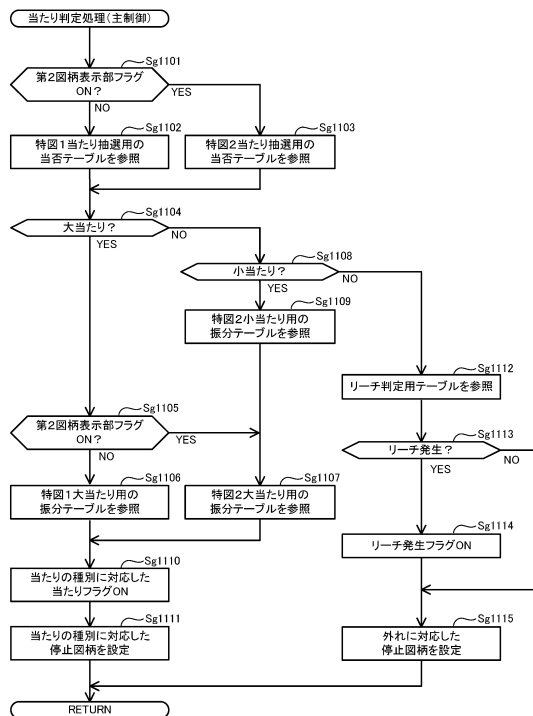 当たり判定処理(主制御)
Sg1101
第2図柄表示部フラグ
ON?
YES
NO
Sg1102
特図1当たり抽選用の
当否テーブルを参照
Sg1103
特図2当たり抽選用の
当否テーブルを参照
Sg1104
大当たり?
NO
YES
Sg1108
小当たり?
NO
YES
Sg1109
特図2小当たり用の
振分テーブルを参照
Sg1112
リーチ判定用テーブルを参照
Sg1105
第2図柄表示部フラグ
ON?
YES
NO
Sg1113
リーチ発生?
NO
YES
Sg1106
特図1大当たり用の
振分テーブルを参照
Sg1107
特図2大当たり用の
振分テーブルを参照
Sg1114
リーチ発生フラグON
Sg1110
当たりの種別に対応した
当たりフラグON
Sg1111
当たりの種別に対応した
停止図柄を設定
Sg1115
外れに対応した
停止図柄を設定
RETURN